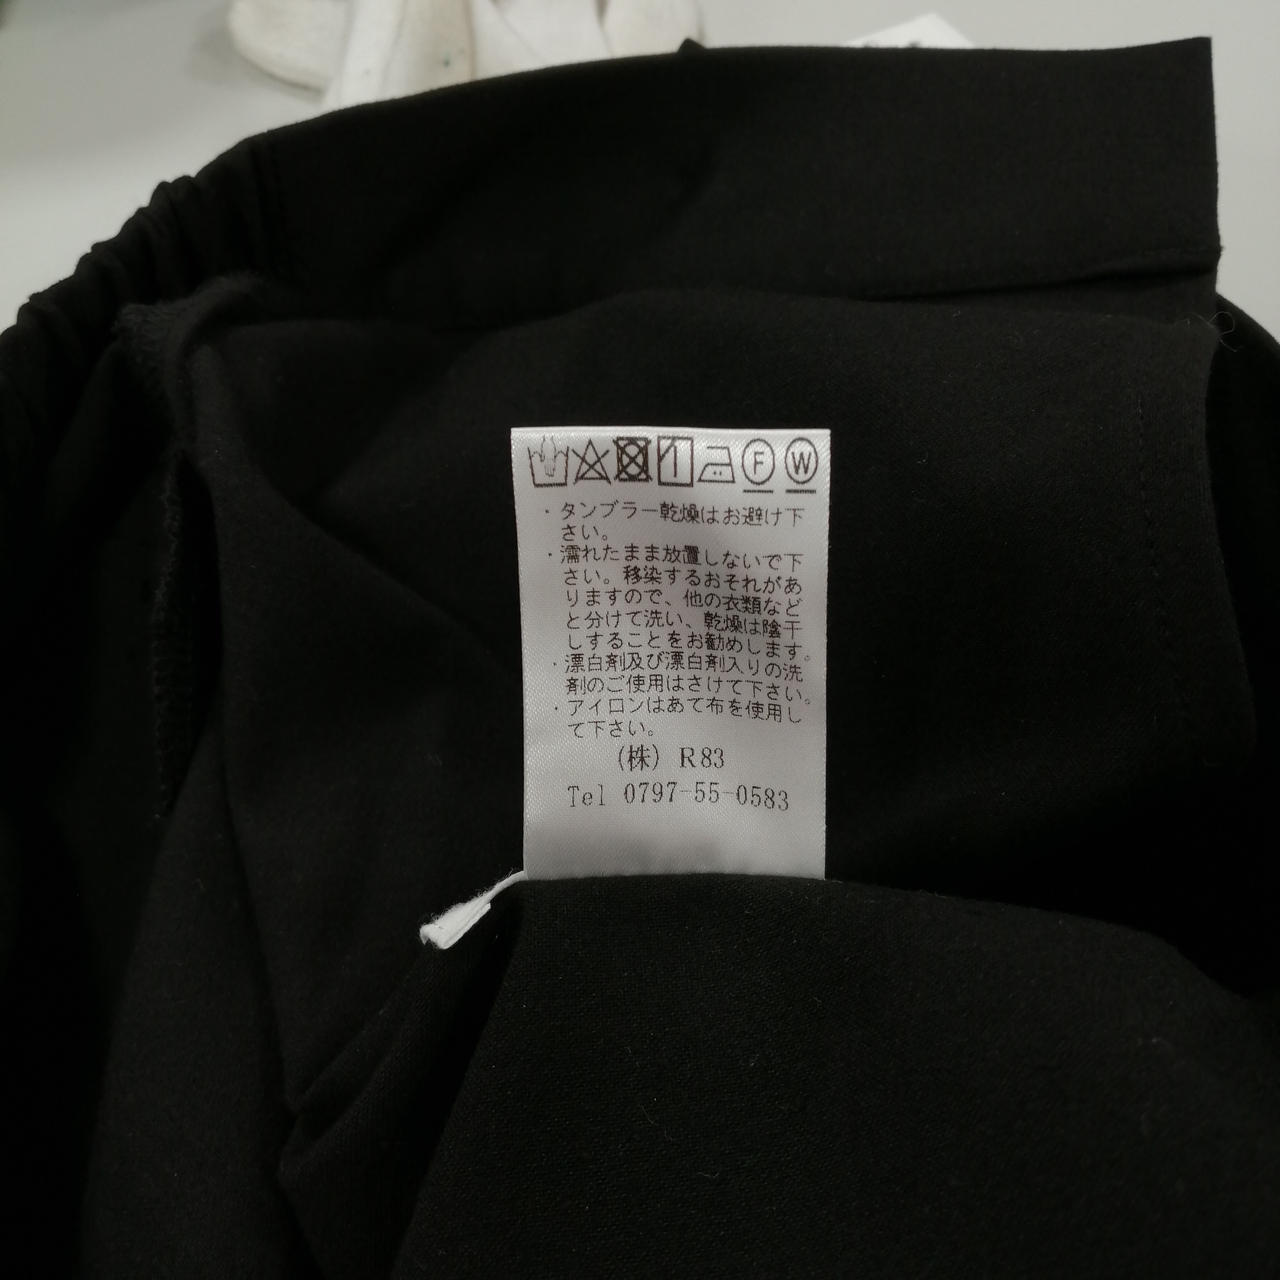 F W
・タンブラー乾燥はお避け下
さい。
・濡れたまま放置しないで下
さい。移染するおそれがあ
りますので、他の衣類など
と分けて洗い、乾燥は陰干
しすることをお勧めします。
・漂白剤及び漂白剤入りの洗
剤のご使用はさけて下さい。
・アイロンはあて布を使用し
て下さい。
(株) R83
Tel 0797-55-0583